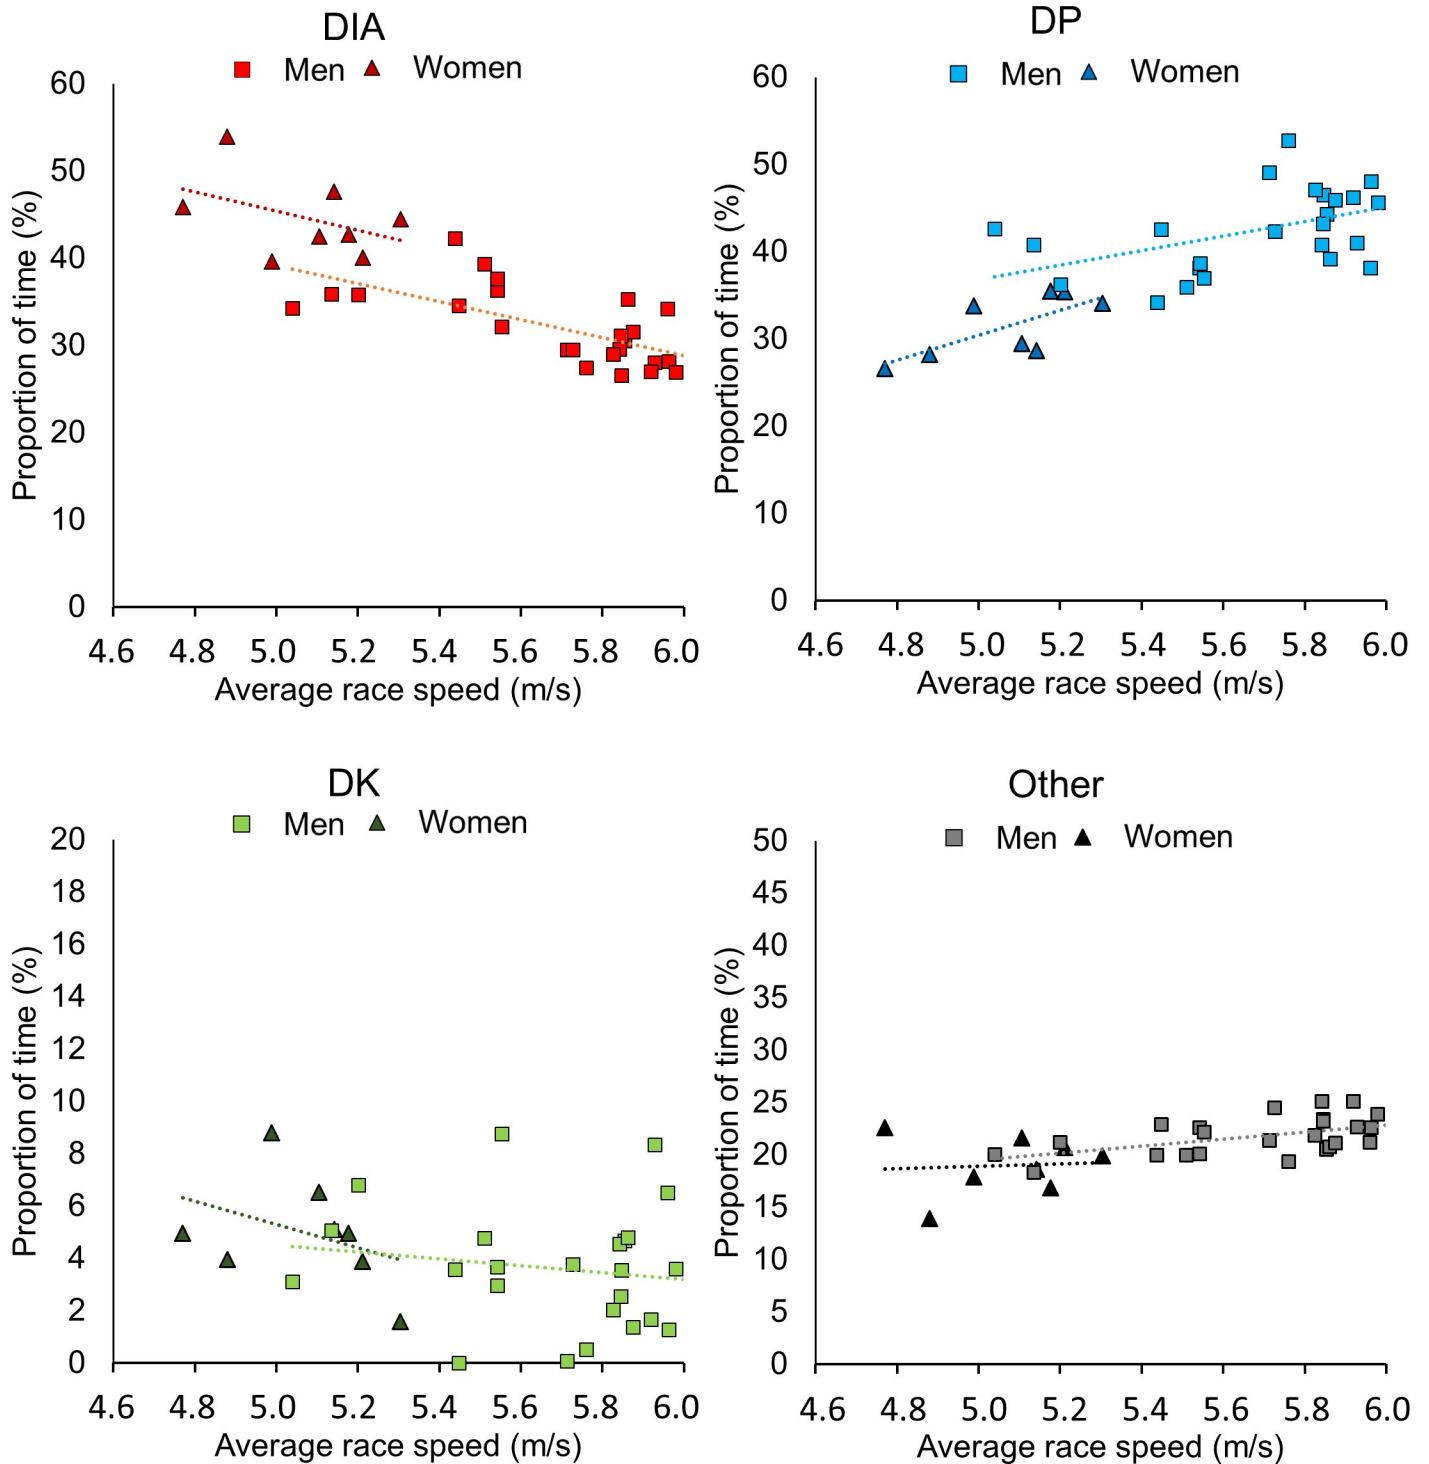 DIA
Men Women
60
50
40
30
20
10
0
Proportion of time (%)
4.6 4.8 5.0 5.2 5.4 5.6 5.8 6.0
Average race speed (m/s)
DP
Men Women
60
50
40
30
20
10
0
Proportion of time (%)
4.6 4.8 5.0 5.2 5.4 5.6 5.8 6.0
Average race speed (m/s)
DK
Men Women
20
18
16
14
12
10
8
6
4
2
0
Proportion of time (%)
4.6 4.8 5.0 5.2 5.4 5.6 5.8 6.0
Average race speed (m/s)
Other
Men Women
50
45
40
35
30
25
20
15
10
5
0
Proportion of time (%)
4.6 4.8 5.0 5.2 5.4 5.6 5.8 6.0
Average race speed (m/s)